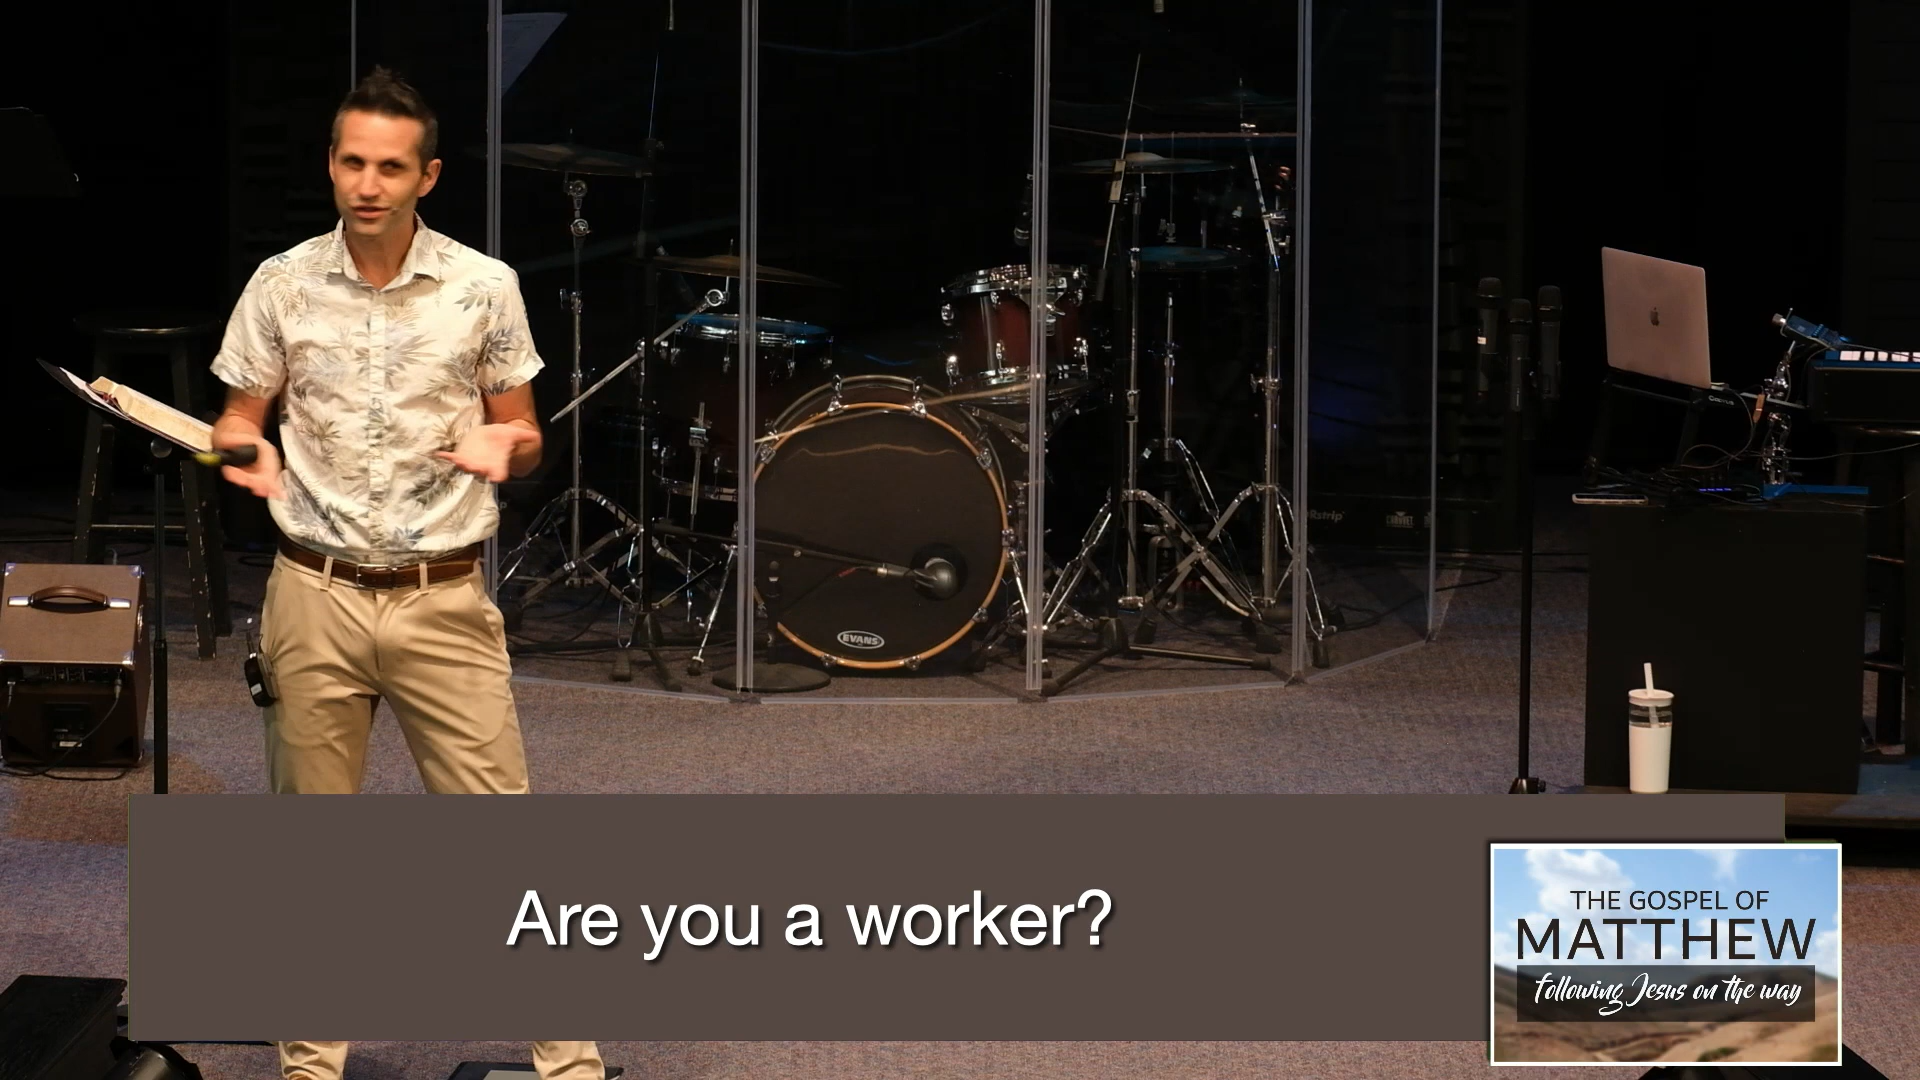 EVANS
Are you a worker?
THE GOSPEL OF
MATTHEW
following Jesus on the way